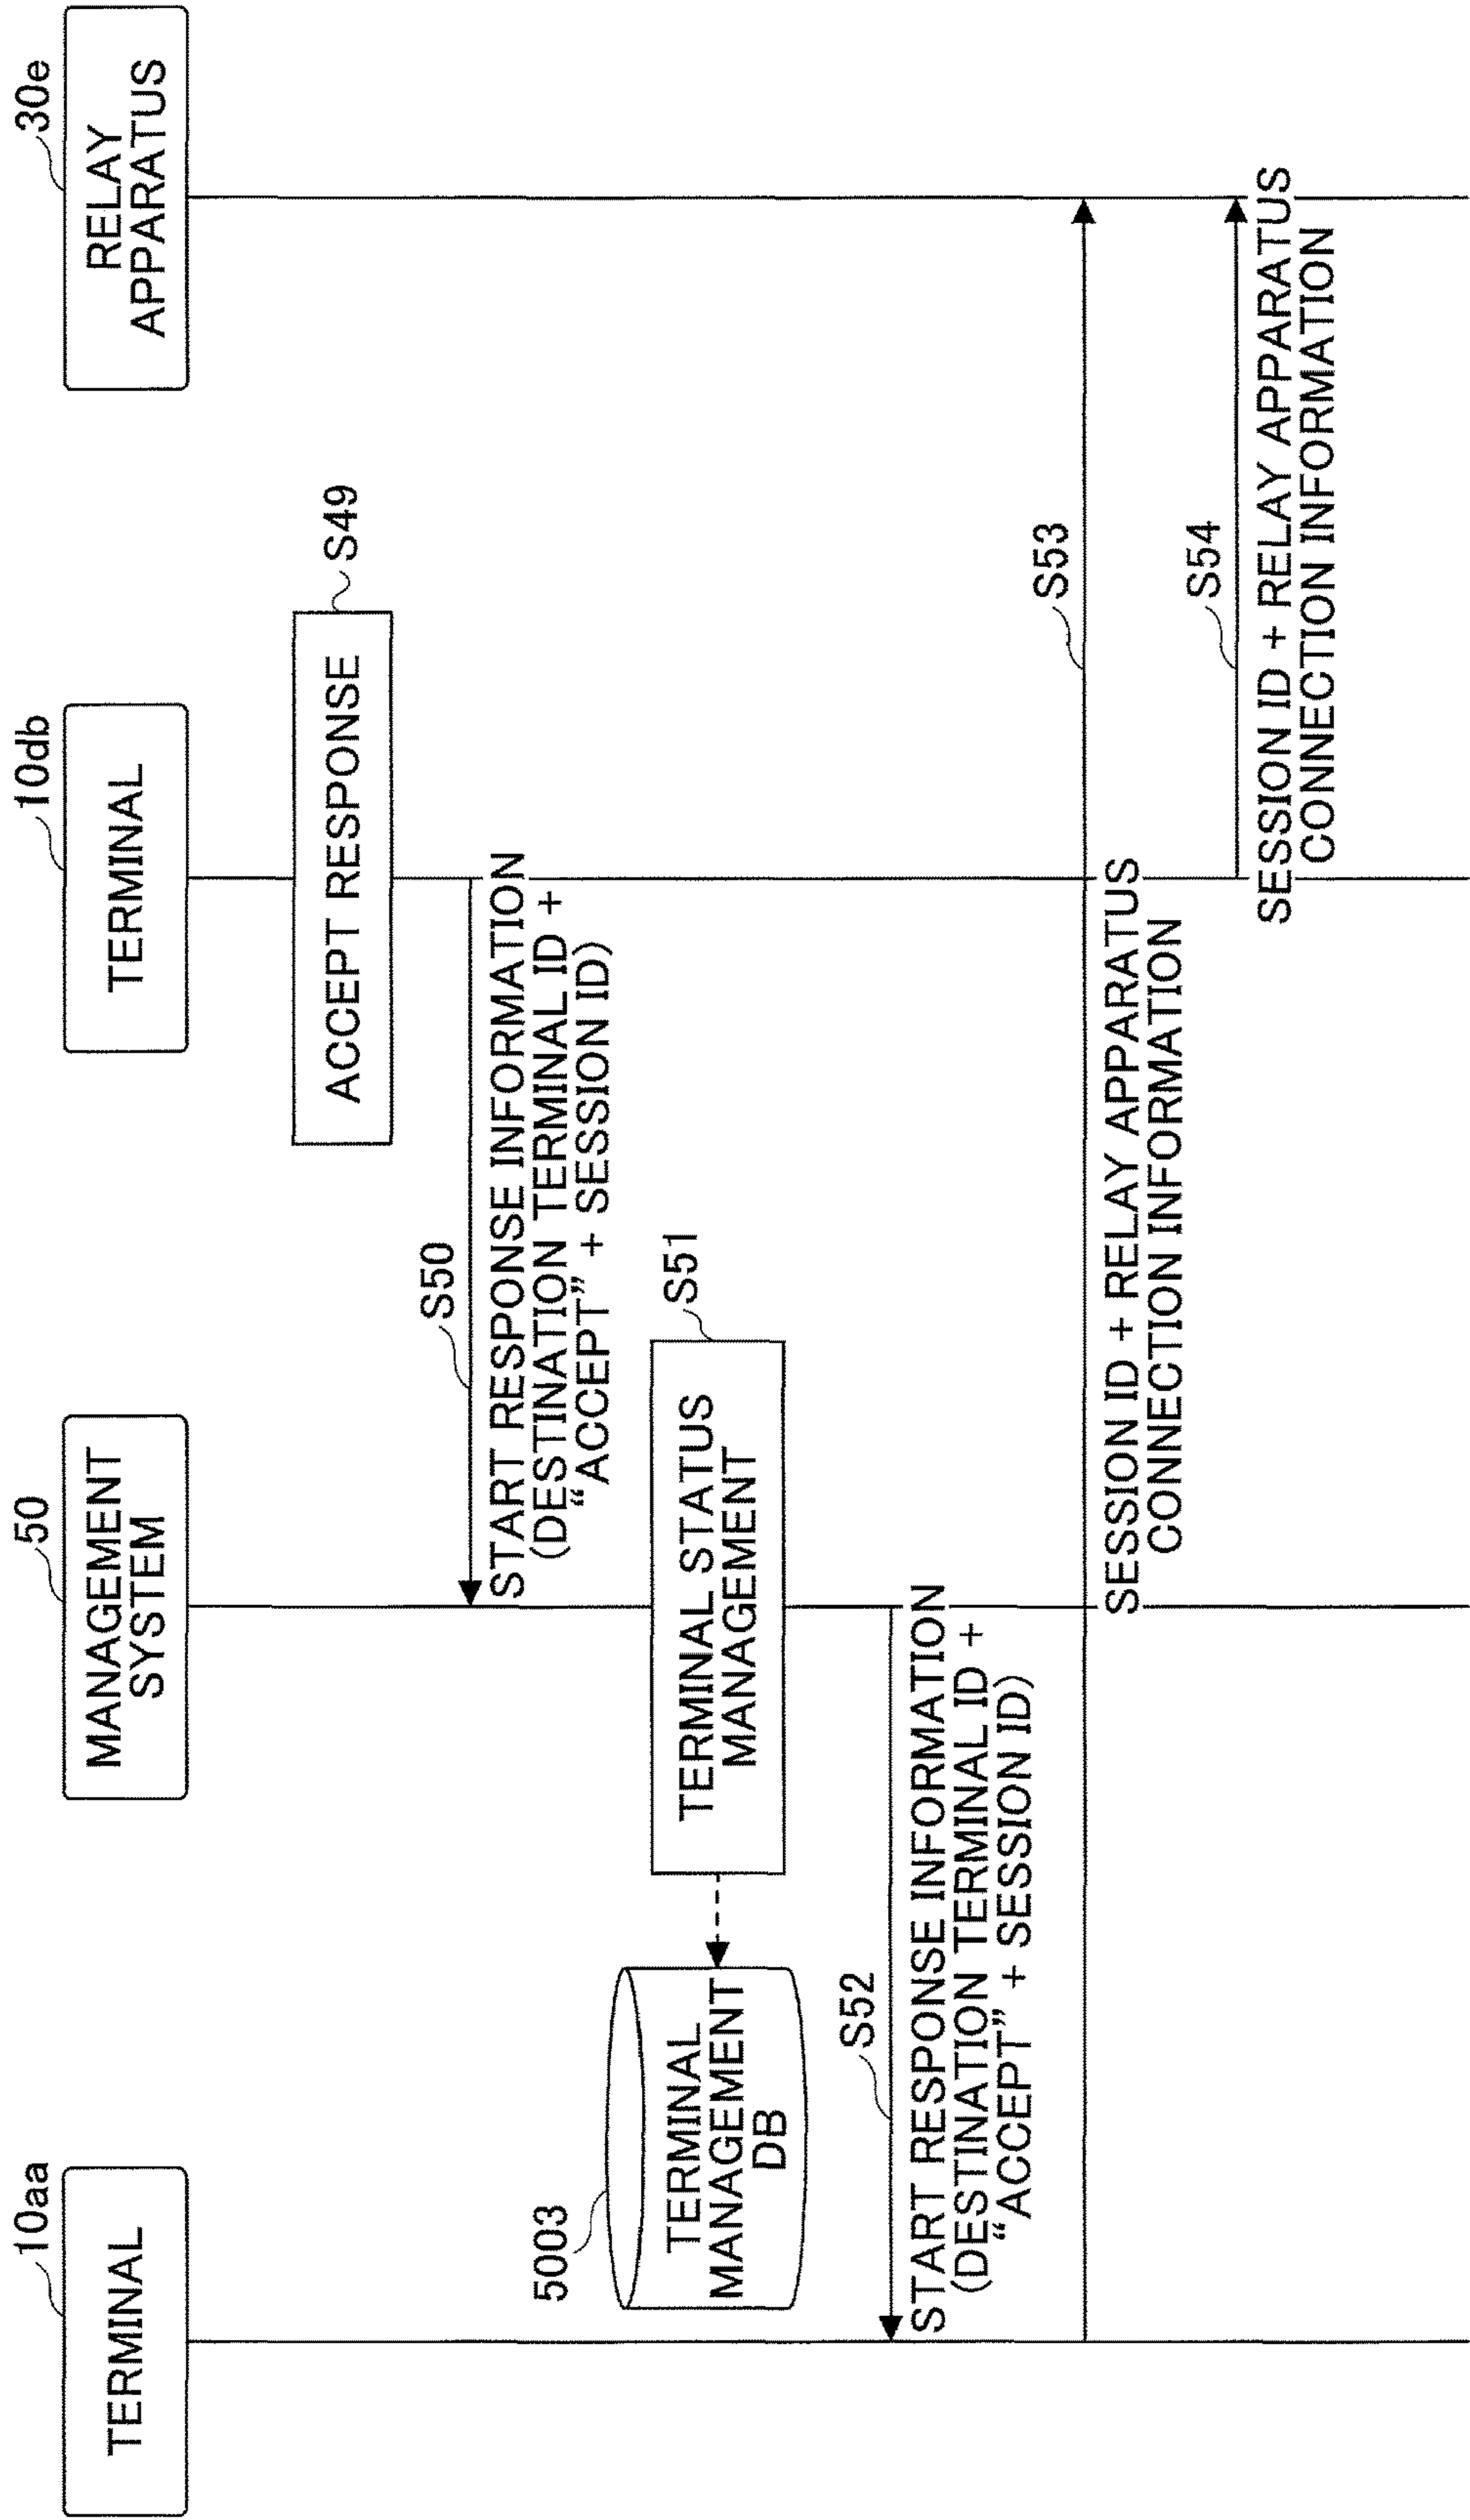 10aa
TERMINAL
50
MANAGEMENT
SYSTEM
10db
TERMINAL
30e
RELAY
APPARATUS
ACCEPT RESPONSE
S49
S50
START RESPONSE INFORMATION
(DESTINATION TERMINAL ID +
“ACCEPT” + SESSION ID)
5003
TERMINAL
MANAGEMENT
DB
TERMINAL STATUS
MANAGEMENT
S51
S52
START RESPONSE INFORMATION
(DESTINATION TERMINAL ID +
“ACCEPT” + SESSION ID)
S53
SESSION ID + RELAY APPARATUS
CONNECTION INFORMATION
S54
SESSION ID + RELAY APPARATUS
CONNECTION INFORMATION